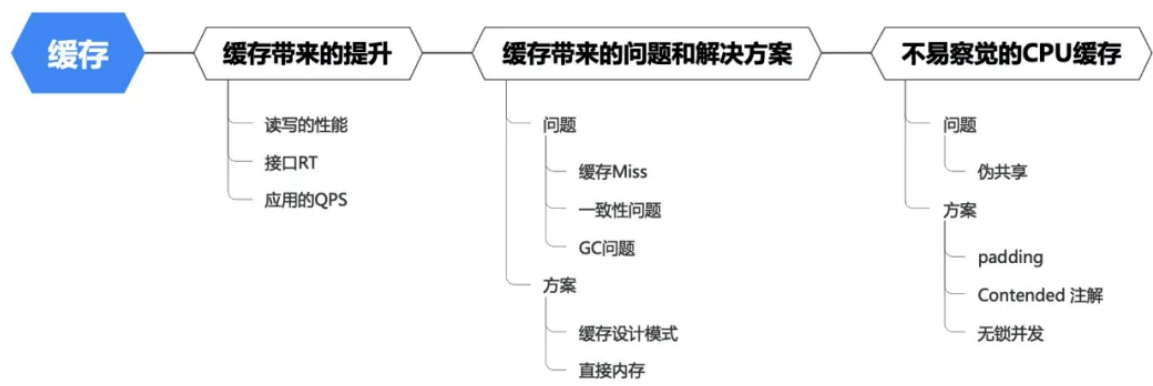 缓存
缓存带来的提升
读写的性能
接口RT
应用的QPS
缓存带来的问题和解决方案
问题
缓存Miss
一致性问题
GC问题
方案
缓存设计模式
直接内存
不易察觉的CPU缓存
问题
伪共享
方案
padding
Contended 注解
无锁并发